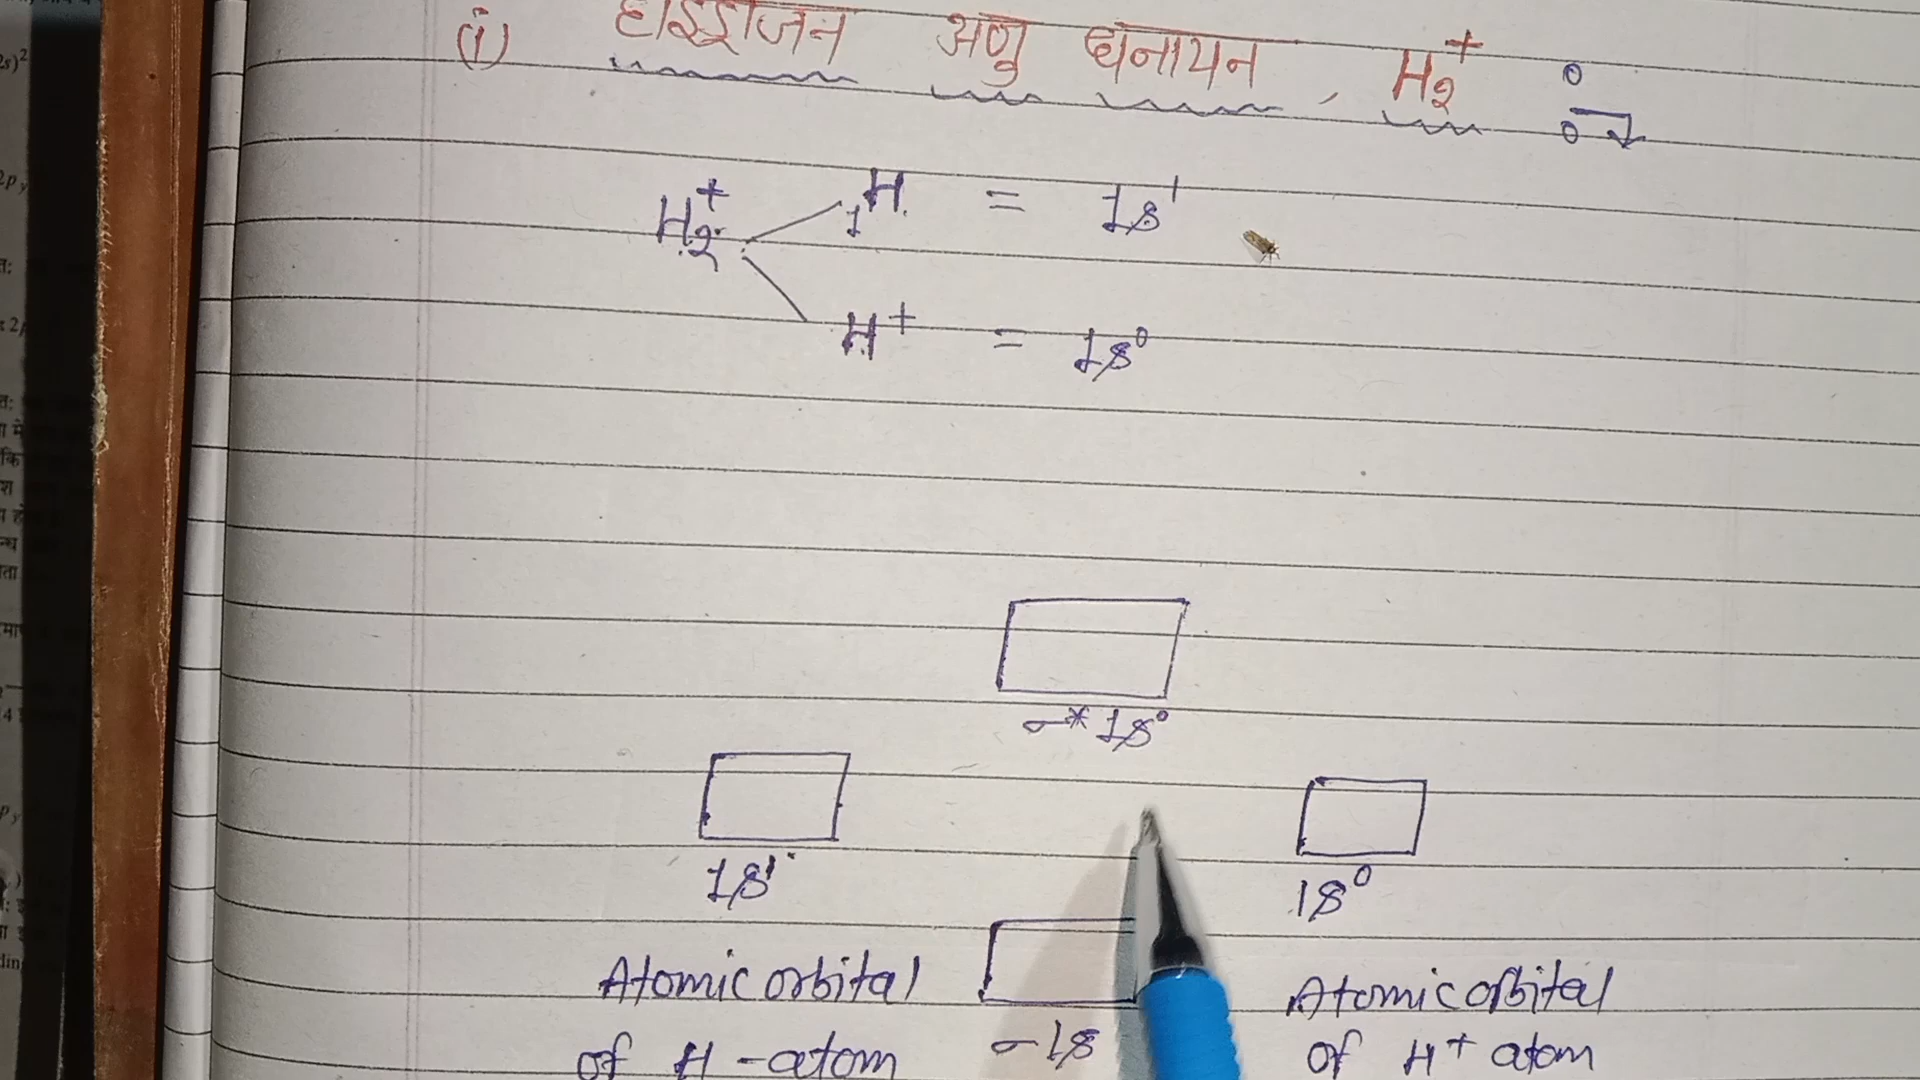 (i) हाइड्रोजन अणु धनायन, H₂⁺ :→
H₂⁺ ₁H = 1s¹
H⁺ = 1s⁰
σ* 1s⁰
1s¹
1s⁰
Atomic orbital
of H-atom
σ1s
Atomic orbital
of H⁺ atom